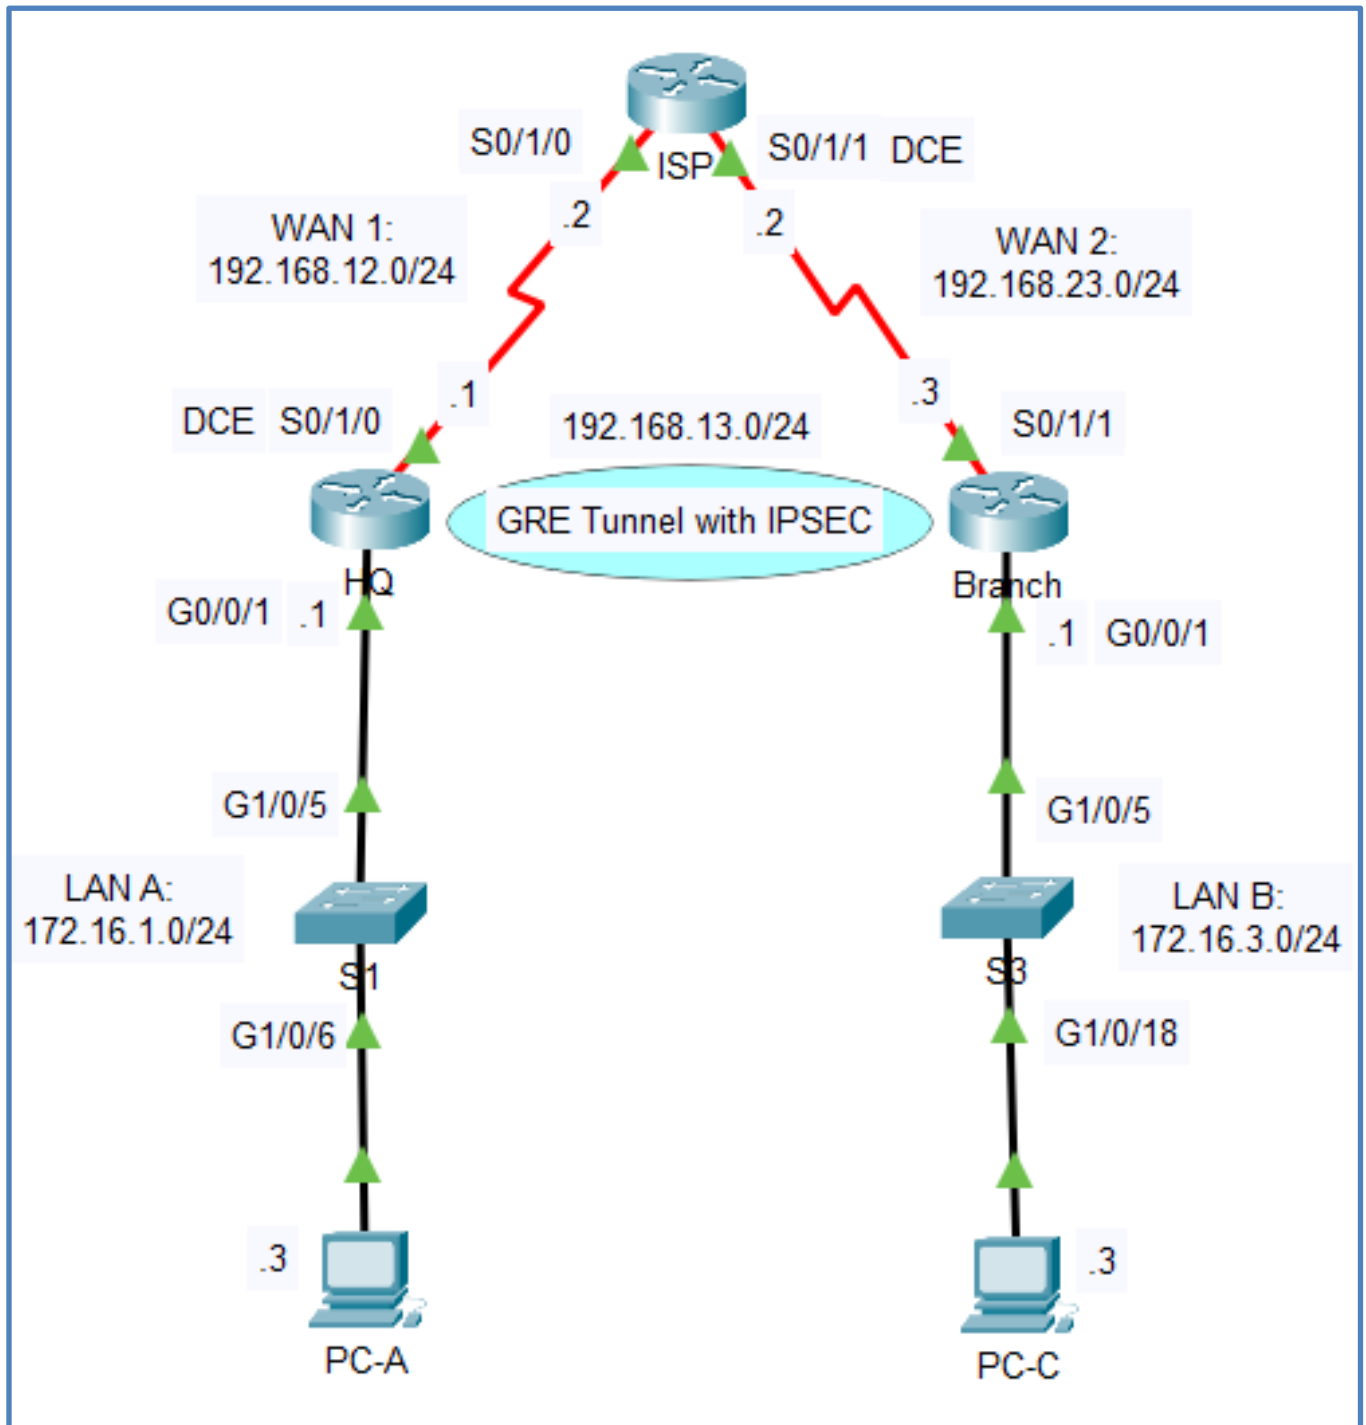 S0/1/0
ISP
S0/1/1 DCE
.2
.2
WAN 1:
192.168.12.0/24
WAN 2:
192.168.23.0/24
.1
.3
DCE S0/1/0
192.168.13.0/24
S0/1/1
GRE Tunnel with IPSEC
HQ
Branch
G0/0/1 .1
.1 G0/0/1
G1/0/5
G1/0/5
LAN A:
172.16.1.0/24
LAN B:
172.16.3.0/24
S1
S3
G1/0/6
G1/0/18
.3
.3
PC-A
PC-C